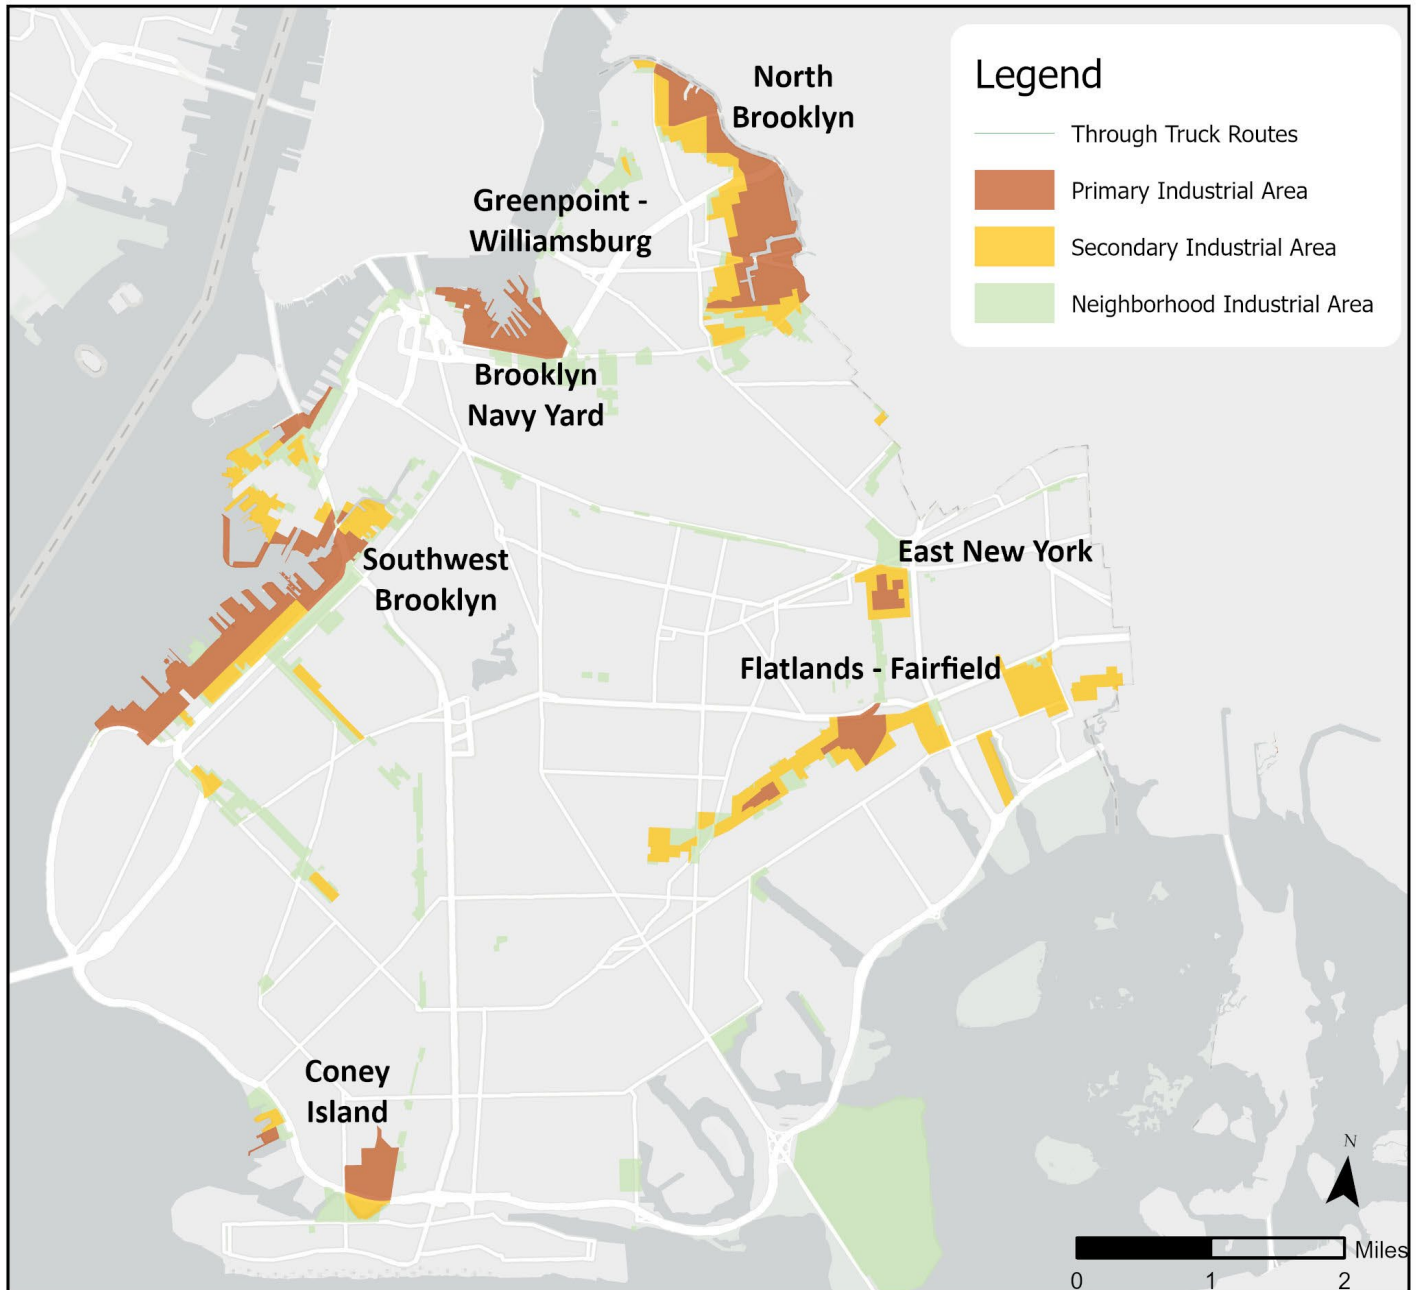 North
Brooklyn
Greenpoint -
Williamsburg
Brooklyn
Navy Yard
Southwest
Brooklyn
East New York
Flatlands - Fairfield
Coney
Island
Legend
Through Truck Routes
Primary Industrial Area
Secondary Industrial Area
Neighborhood Industrial Area
N
Miles
0 1 2